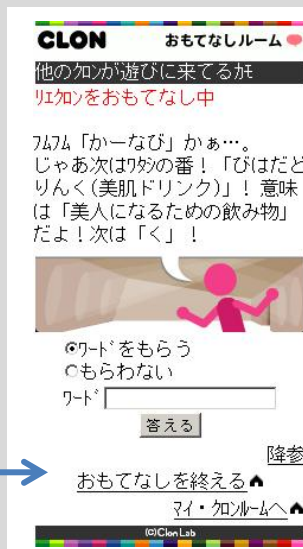 CLON おもてなしルーム
他のｸﾛﾝが遊びに来てるｶﾓ
ﾘｴｸﾛﾝをおもてなし中
ﾌﾑﾌﾑ「かーなび」かぁ…。
じゃあ次はﾜﾀｼの番！「びはだど
りんく(美肌ドリンク)」！意味
は「美人になるための飲み物」
だよ！次は「く」！
ﾜｰﾄﾞをもらう
もらわない
ﾜｰﾄﾞ
答える
降参
おもてなしを終える
ﾏｲ・ｸﾛﾝﾙｰﾑへ
(C)ClonLab